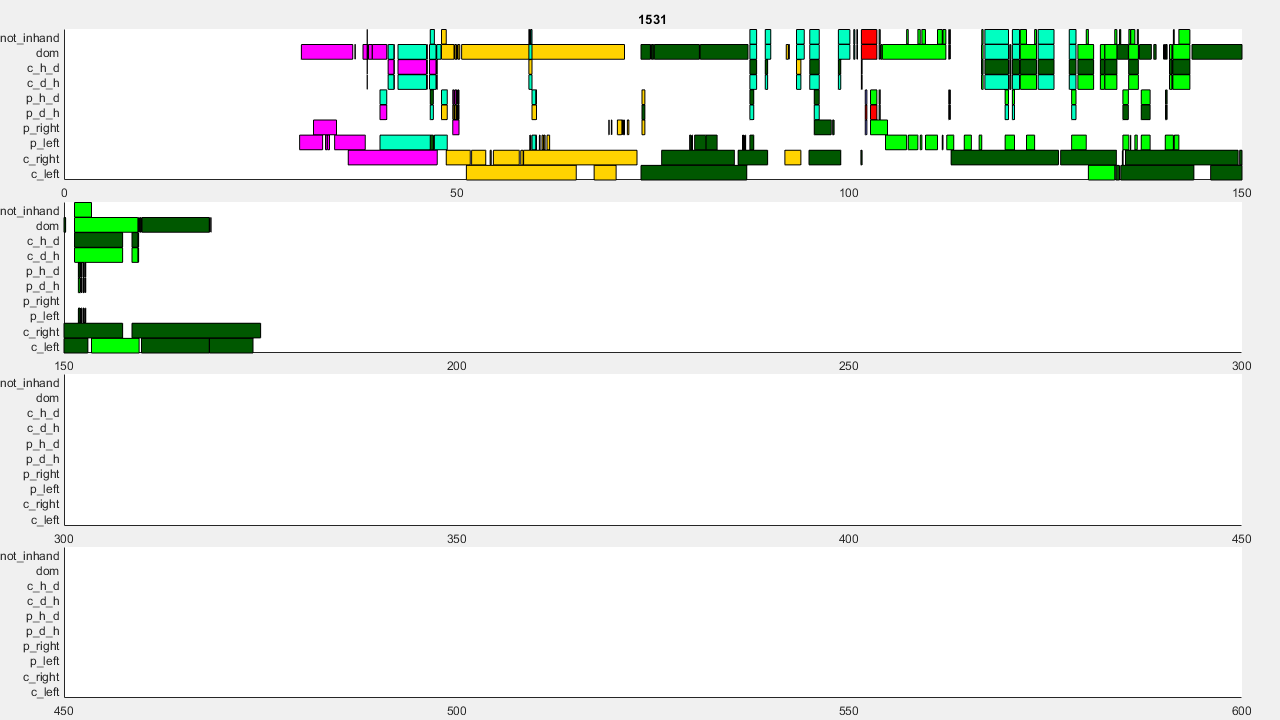 1531
not_inhand
dom
c_h_d
c_d_h
p_h_d
p_d_h
p_right
p_left
c_right
c_left
0 50 100 150
not_inhand
dom
c_h_d
c_d_h
p_h_d
p_d_h
p_right
p_left
c_right
c_left
150 200 250 300
not_inhand
dom
c_h_d
c_d_h
p_h_d
p_d_h
p_right
p_left
c_right
c_left
300 350 400 450
not_inhand
dom
c_h_d
c_d_h
p_h_d
p_d_h
p_right
p_left
c_right
c_left
450 500 550 600